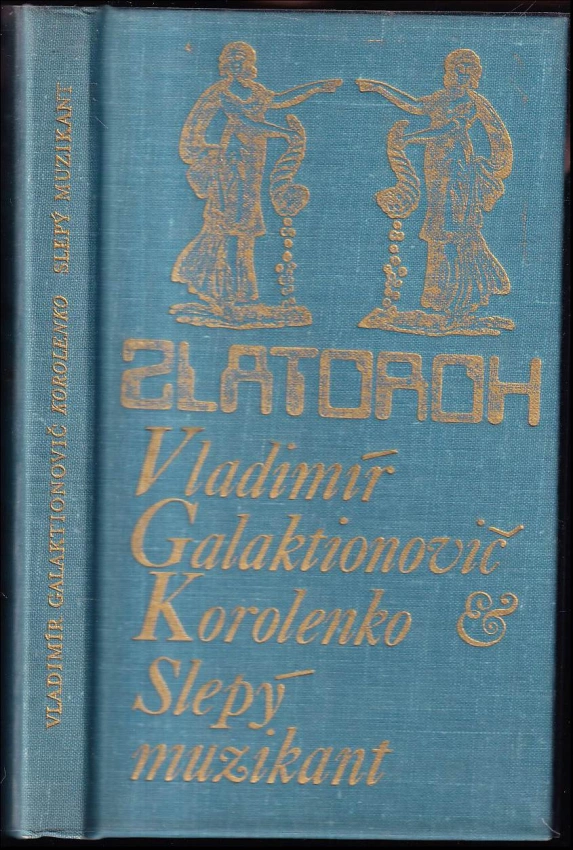 VLADIMÍR GALAKTIONOVIČ KOROLENKO SLEPÝ MUZIKANT
ZLATOROH
Vladimír
Galaktionovič
Korolenko &
Slepý
muzikant